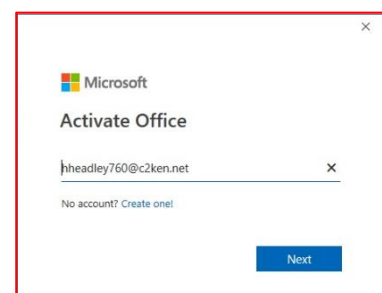 Microsoft
Activate Office
hheadley760@c2ken.net
No account? Create one!
Next